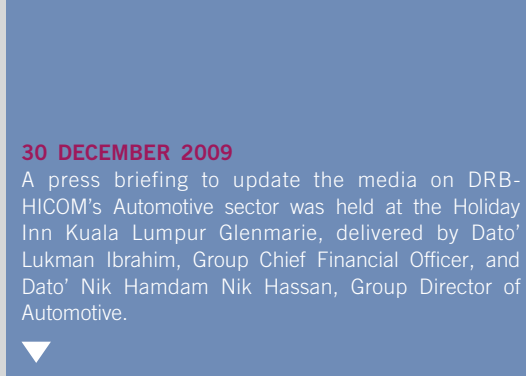 30 DECEMBER 2009
A press briefing to update the media on DRB-
HICOM's Automotive sector was held at the Holiday
Inn Kuala Lumpur Glenmarie, delivered by Dato'
Lukman Ibrahim, Group Chief Financial Officer, and
Dato' Nik Hamdam Nik Hassan, Group Director of
Automotive.